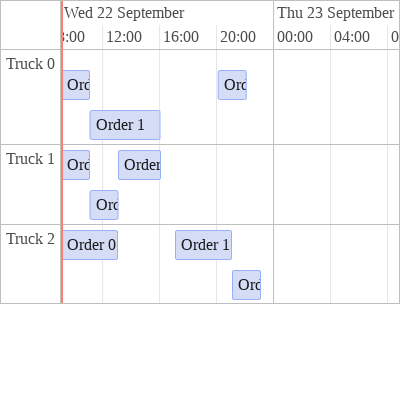 Wed 22 September Thu 23 September
:00 12:00 16:00 20:00 00:00 04:00 0
Truck 0
Ord Ord
Order 1
Truck 1
Ord Order
Ord
Truck 2
Order 0 Order 1
Ord